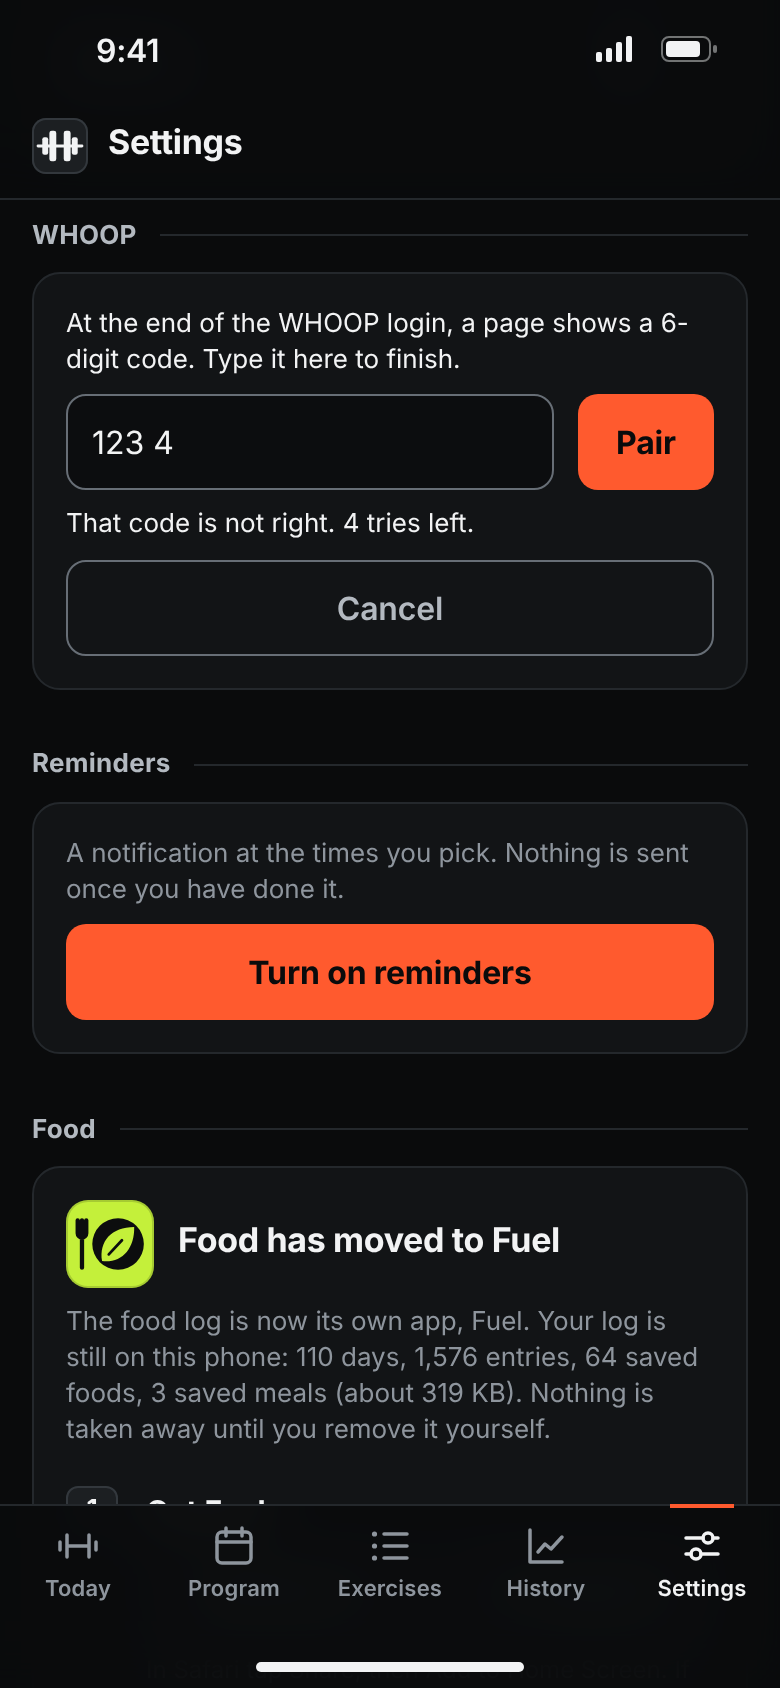 9:41
Settings
WHOOP
At the end of the WHOOP login, a page shows a 6-
digit code. Type it here to finish.
123 4
Pair
That code is not right. 4 tries left.
Cancel
Reminders
A notification at the times you pick. Nothing is sent
once you have done it.
Turn on reminders
Food
Food has moved to Fuel
The food log is now its own app, Fuel. Your log is
still on this phone: 110 days, 1,576 entries, 64 saved
foods, 3 saved meals (about 319 KB). Nothing is
taken away until you remove it yourself.
Today
Program
Exercises
History
Settings